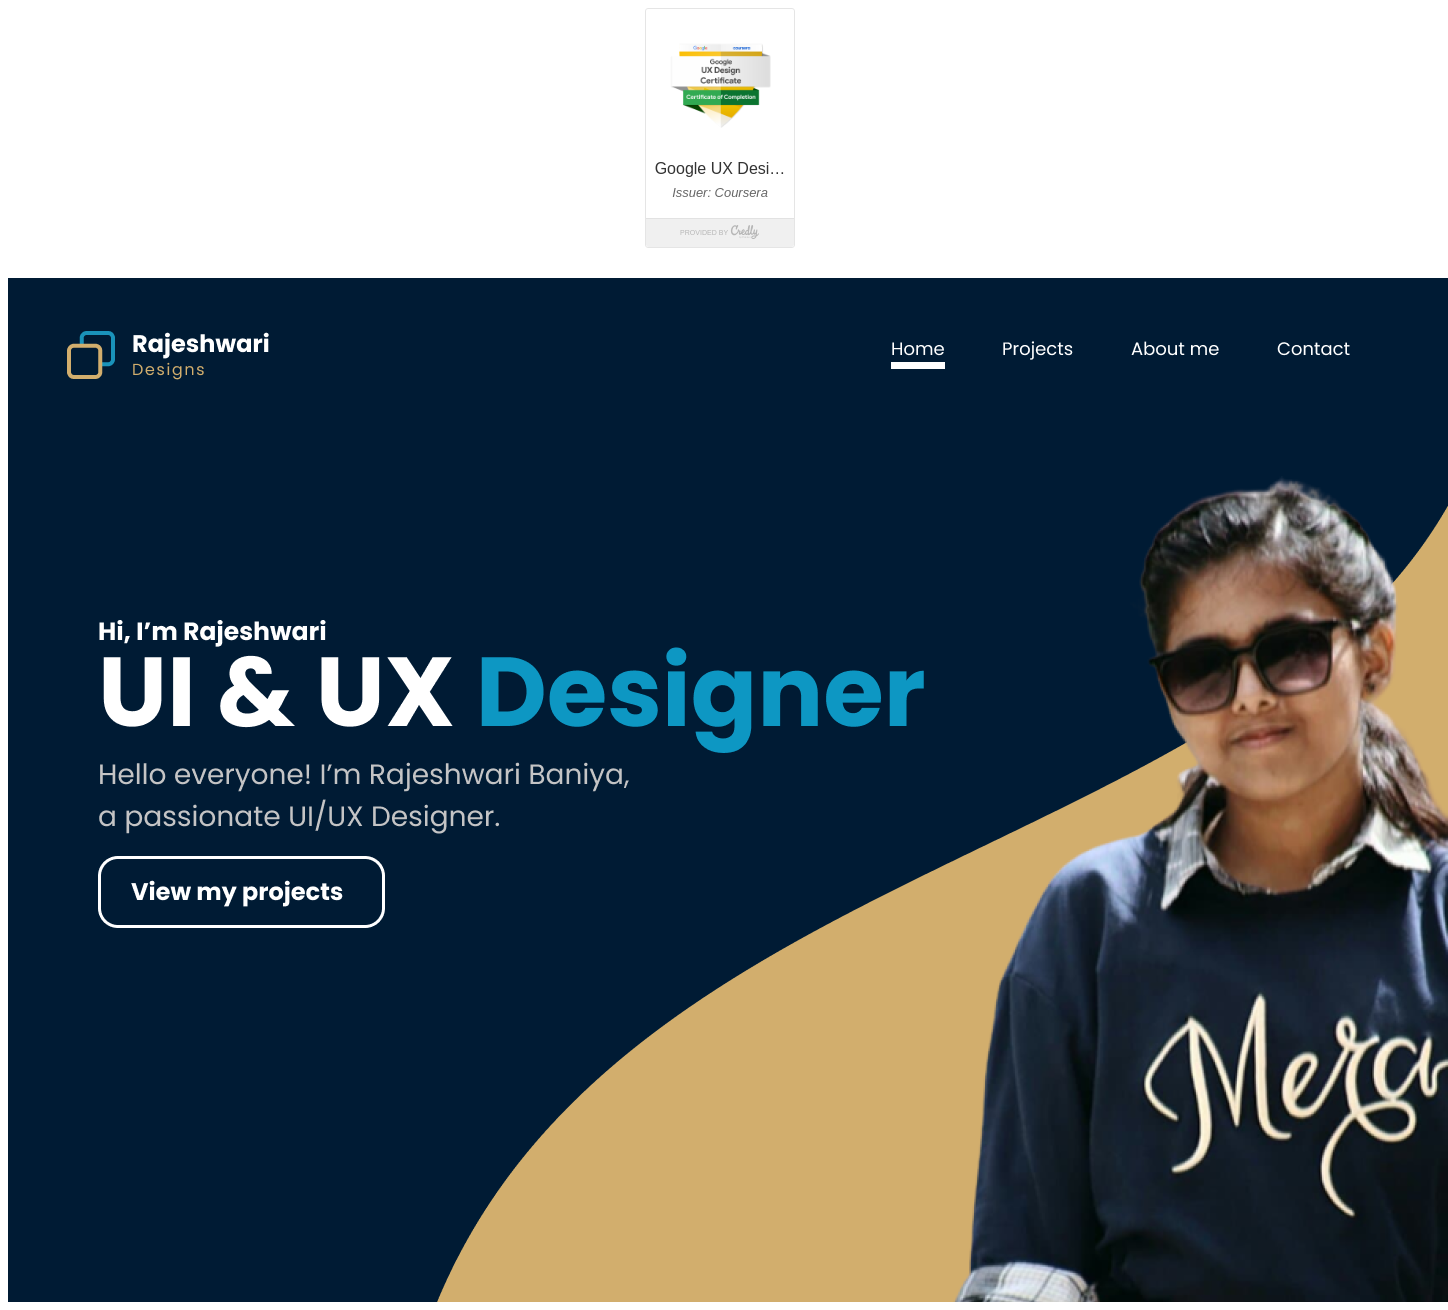 Google
coursera
Google
UX Design
Certificate
Certificate of Completion
Google UX Desi…
Issuer: Coursera
PROVIDED BY Credly
Rajeshwari
Designs
Home
Projects
About me
Contact
Hi, I’m Rajeshwari
UI & UX Designer
Hello everyone! I’m Rajeshwari Baniya,
a passionate UI/UX Designer.
View my projects
Mera